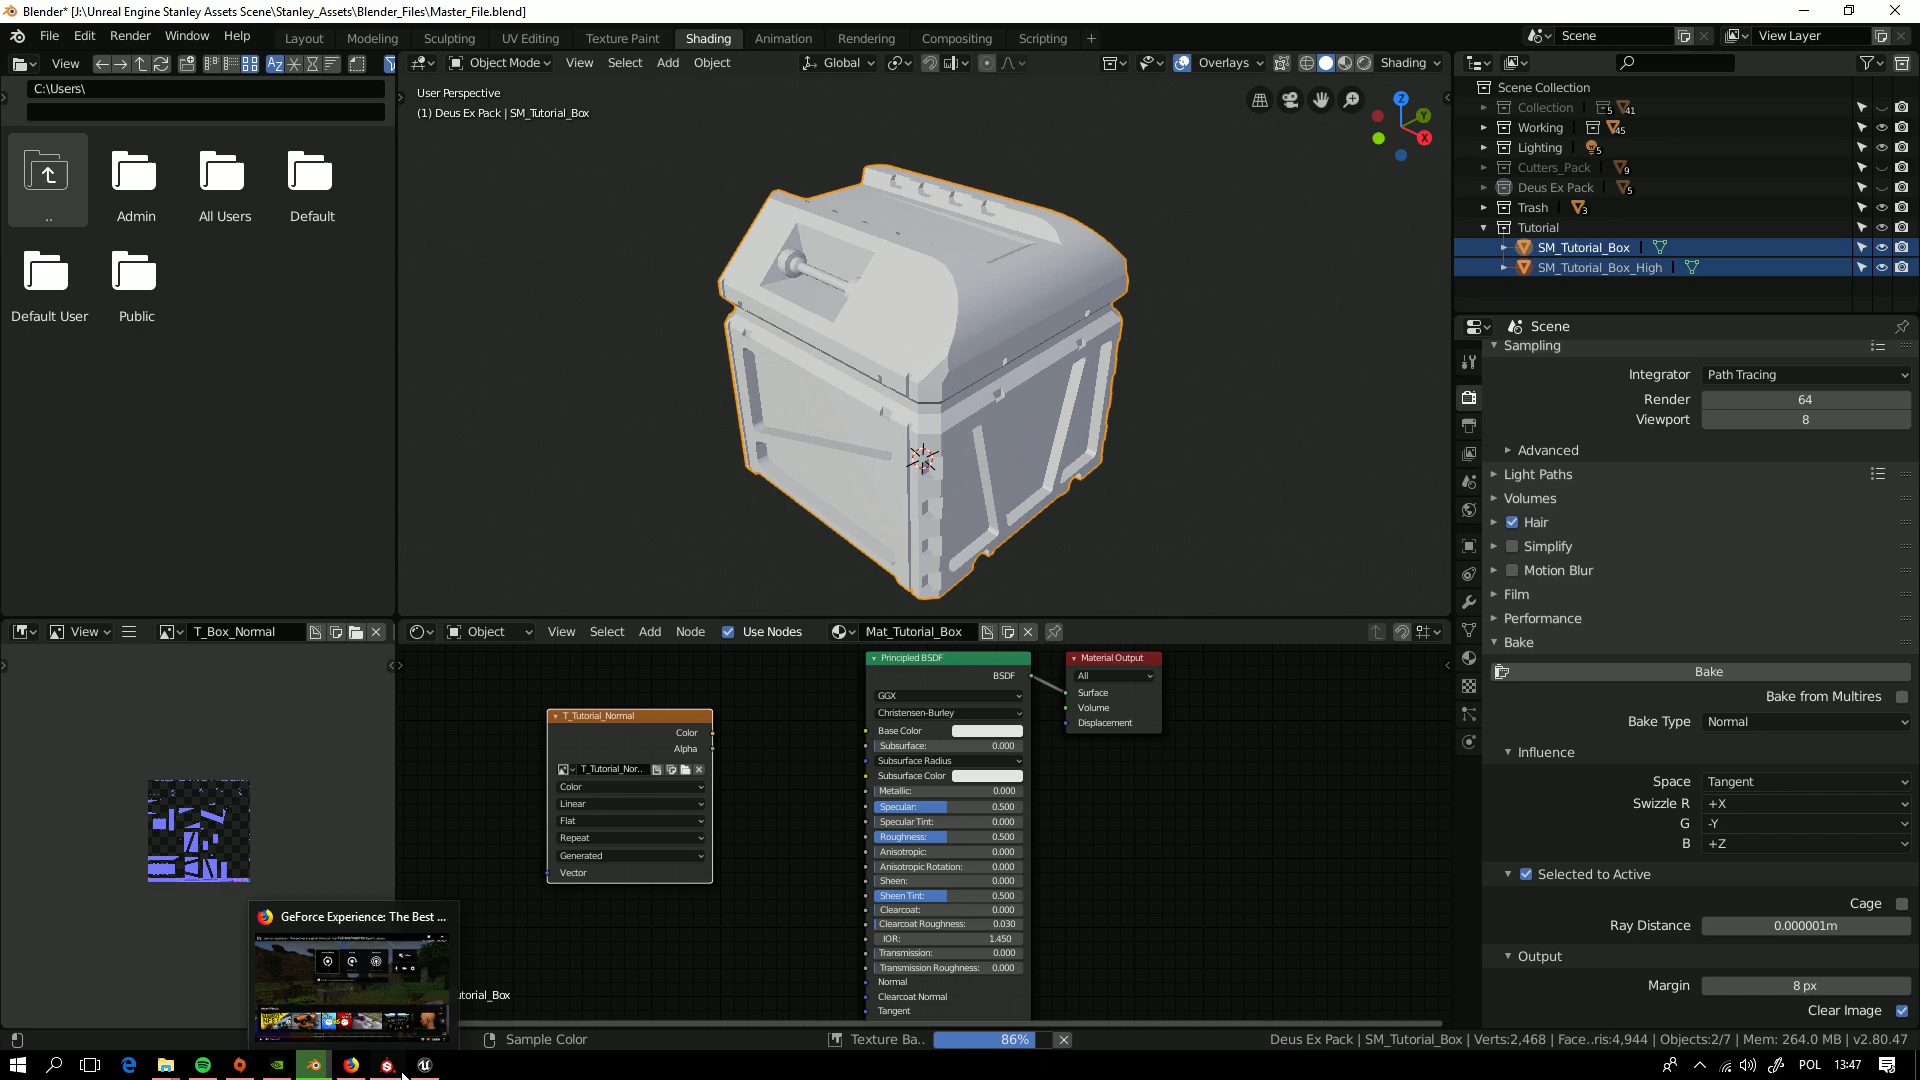 Blender* [J:\Unreal Engine Stanley Assets Scene\Stanley_Assets\Blender_Files\Master_File.blend]
File Edit Render Window Help
Layout Modeling Sculpting UV Editing Texture Paint Shading Animation Rendering Compositing Scripting +
Scene
View Layer
View
C:\Users\
..
Admin
All Users
Default
Default User
Public
Object Mode View Select Add Object
Global
Overlays
Shading
User Perspective
(1) Deus Ex Pack | SM_Tutorial_Box
Z
Y
X
Scene Collection
Collection 5 41
Working 45
Lighting 5
Cutters_Pack 9
Deus Ex Pack 5
Trash 3
Tutorial
SM_Tutorial_Box
SM_Tutorial_Box_High
Scene
Sampling
Integrator Path Tracing
Render 64
Viewport 8
Advanced
Light Paths
Volumes
Hair
Simplify
Motion Blur
Film
Performance
Bake
Bake
Bake from Multires
Bake Type Normal
Influence
Space Tangent
Swizzle R +X
G -Y
B +Z
Selected to Active
Cage
Ray Distance 0.000001m
Output
Margin 8 px
Clear Image
View
T_Box_Normal
Object View Select Add Node Use Nodes
Mat_Tutorial_Box
T_Tutorial_Normal
Color
Alpha
T_Tutorial_Nor..
Color
Linear
Flat
Repeat
Generated
Vector
Principled BSDF
BSDF
GGX
Christensen-Burley
Base Color
Subsurface: 0.000
Subsurface Radius
Subsurface Color
Metallic: 0.000
Specular: 0.500
Specular Tint: 0.000
Roughness: 0.500
Anisotropic: 0.000
Anisotropic Rotation: 0.000
Sheen: 0.000
Sheen Tint: 0.500
Clearcoat: 0.000
Clearcoat Roughness: 0.030
IOR: 1.450
Transmission: 0.000
Transmission Roughness: 0.000
Normal
Clearcoat Normal
Tangent
Material Output
All
Surface
Volume
Displacement
GeForce Experience: The Best ...
utorial_Box
Sample Color
Texture Ba.. 86%
Deus Ex Pack | SM_Tutorial_Box | Verts:2,468 | Face..ris:4,944 | Objects:2/7 | Mem: 264.0 MB | v2.80.47
POL 13:47